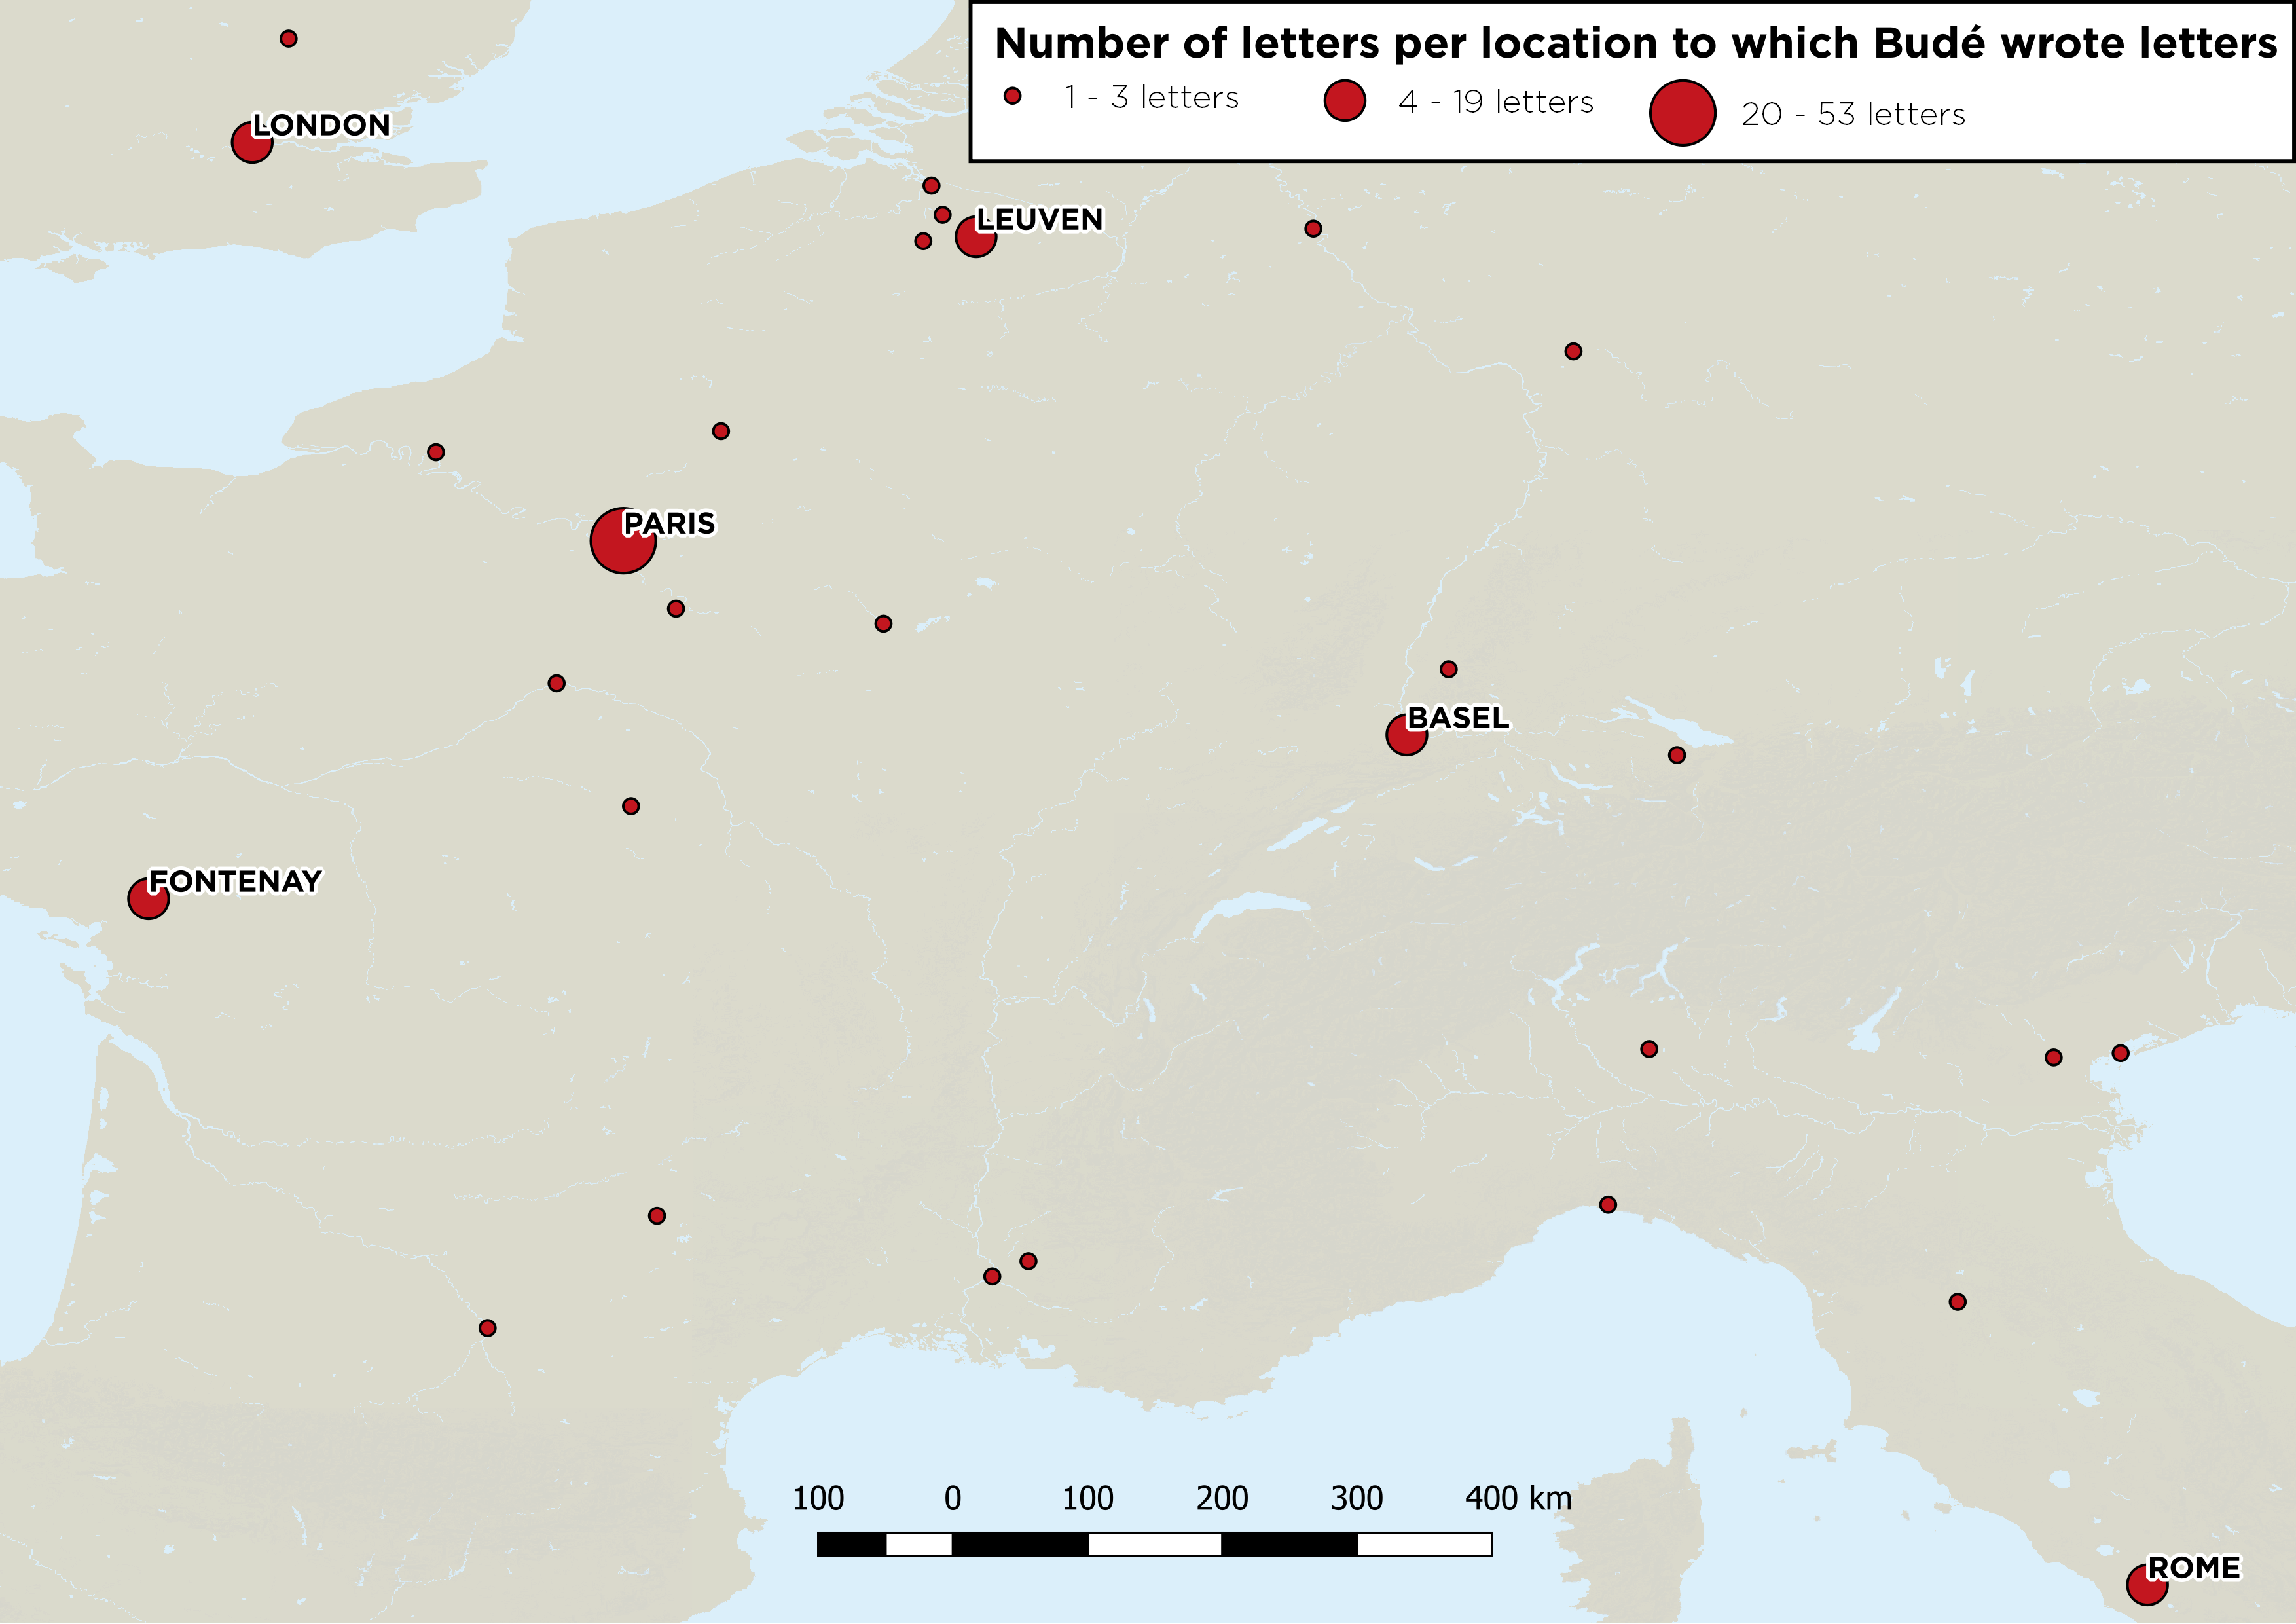 Number of letters per location to which Budé wrote letters
1 - 3 letters
4 - 19 letters
20 - 53 letters
LONDON
LEUVEN
PARIS
BASEL
FONTENAY
100 0 100 200 300 400 km
ROME